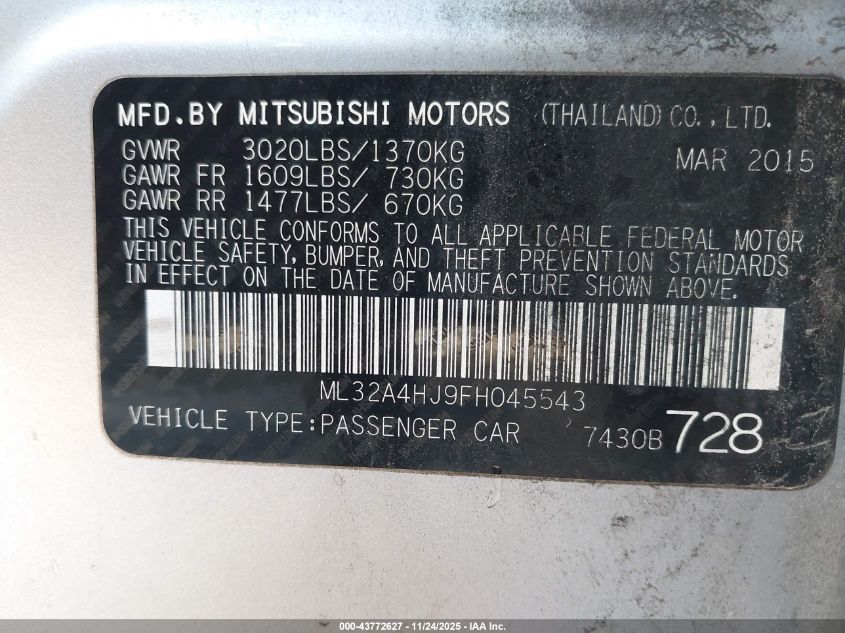 MFD.BY MITSUBISHI MOTORS (THAILAND) CO.,LTD.
GVWR 3020LBS/1370KG MAR 2015
GAWR FR 1609LBS/ 730KG
GAWR RR 1477LBS/ 670KG
THIS VEHICLE CONFORMS TO ALL APPLICABLE FEDERAL MOTOR
VEHICLE SAFETY, BUMPER, AND THEFT PREVENTION STANDARDS
IN EFFECT ON THE DATE OF MANUFACTURE SHOWN ABOVE.
ML32A4HJ9FH045543
VEHICLE TYPE:PASSENGER CAR 7430B 728
000-43772627 - 11/24/2025 - IAA Inc.